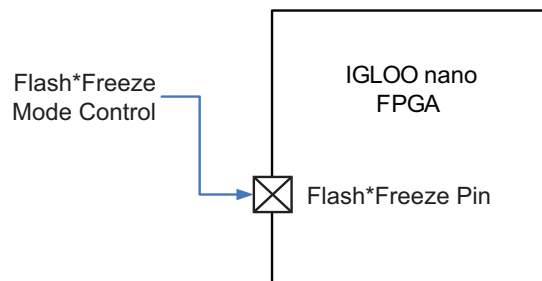 Flash*Freeze
Mode Control
IGLOO nano
FPGA
Flash*Freeze Pin